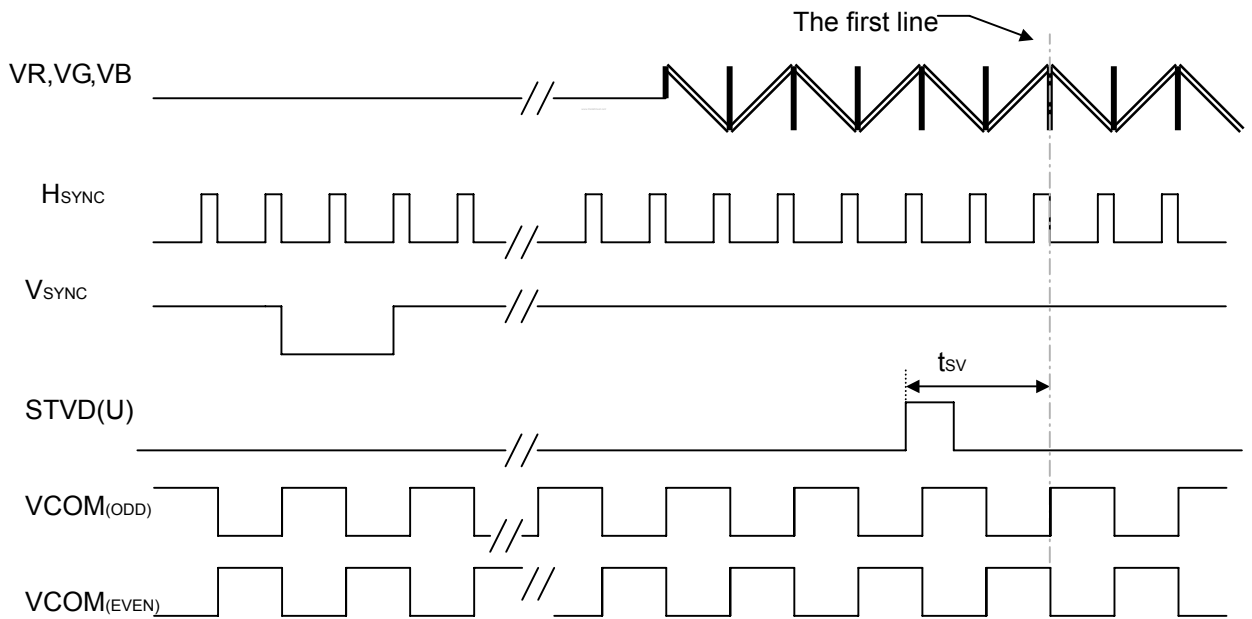 The first line
VR,VG,VB
HSYNC
VSYNC
tSV
STVD(U)
VCOM(ODD)
VCOM(EVEN)